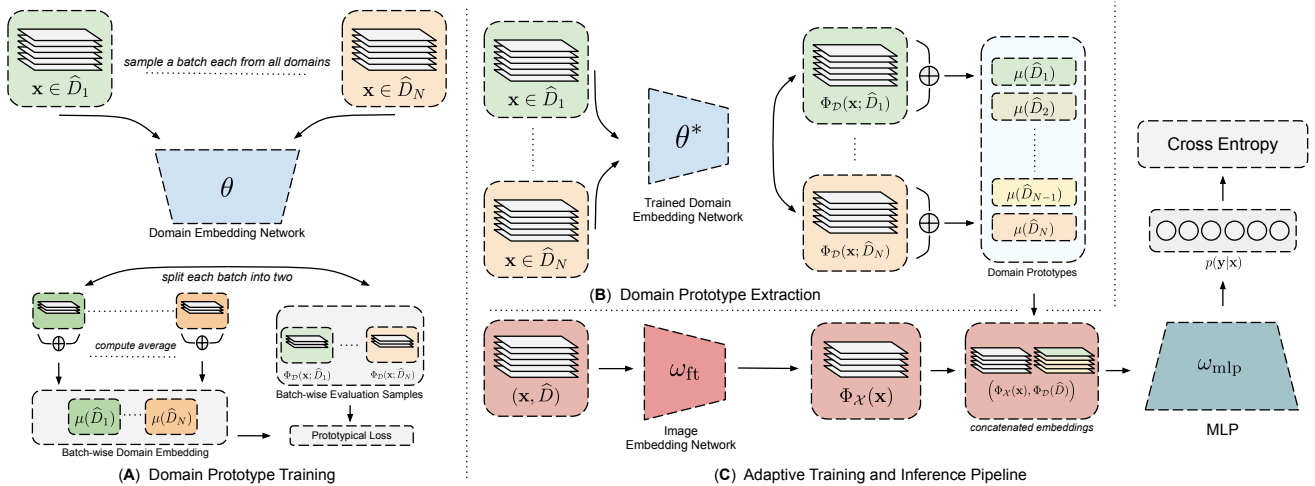 sample a batch each from all domains
𝐱 ∈ D̂₁
𝐱 ∈ D̂_N
θ
Domain Embedding Network
split each batch into two
compute average
Φ_𝒟(𝐱; D̂₁)
Φ_𝒟(𝐱; D̂_N)
Batch-wise Evaluation Samples
μ(D̂₁)
μ(D̂_N)
Batch-wise Domain Embedding
Prototypical Loss
(A) Domain Prototype Training
𝐱 ∈ D̂₁
𝐱 ∈ D̂_N
θ*
Trained Domain
Embedding Network
Φ_𝒟(𝐱; D̂₁)
Φ_𝒟(𝐱; D̂_N)
μ(D̂₁)
μ(D̂₂)
μ(D̂_{N−1})
μ(D̂_N)
Domain Prototypes
(B) Domain Prototype Extraction
(𝐱, D̂)
ω_ft
Image
Embedding Network
Φ_𝒳(𝐱)
(Φ_𝒳(𝐱), Φ_𝒟(D̂))
concatenated embeddings
ω_mlp
MLP
p(𝐲|𝐱)
Cross Entropy
(C) Adaptive Training and Inference Pipeline